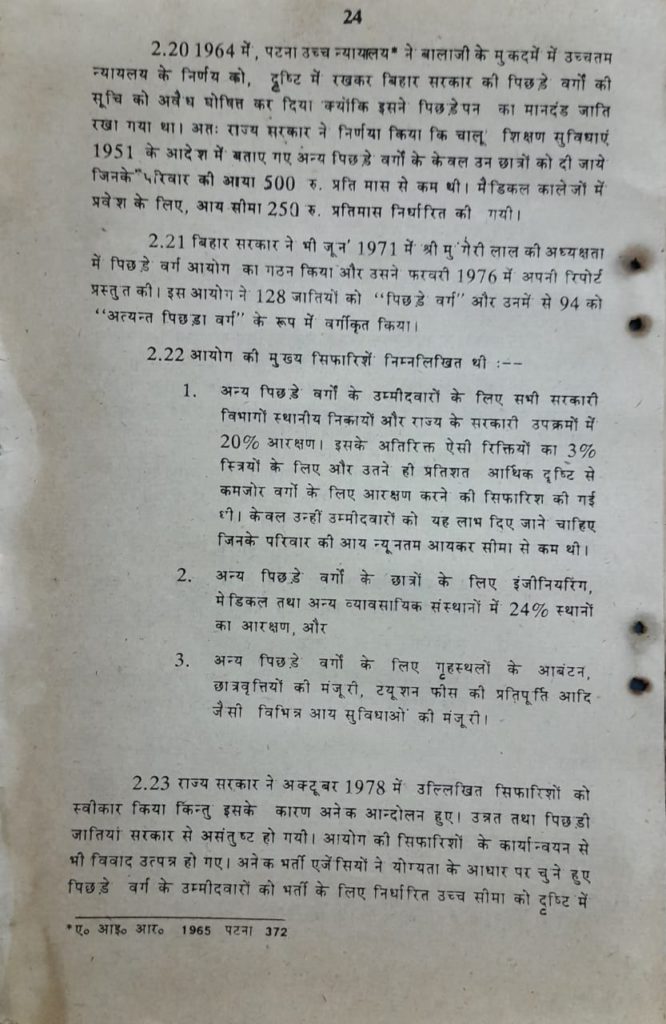 24
2.20 1964 में, पटना उच्च न्यायालय* ने बालाजी के मुकदमें में उच्चतम
न्यायलय के निर्णय को, दृष्टि में रखकर बिहार सरकार की पिछड़े वर्गों की
सूचि को अवैध घोषित कर दिया क्योंकि इसने पिछड़ेपन का मानदंड जाति
रखा गया था। अतः राज्य सरकार ने निर्णया किया कि चालू शिक्षण सुविधाएं
1951 के आदेश में बताए गए अन्य पिछड़े वर्गों के केवल उन छात्रों को दी जाये
जिनके परिवार की आया 500 रु. प्रति मास से कम थी। मैडिकल कालेजों में
प्रवेश के लिए, आय सीमा 250 रु. प्रतिमास निर्धारित की गयी।
2.21 बिहार सरकार ने भी जून 1971 में श्री मुंगेरी लाल की अध्यक्षता
में पिछड़े वर्ग आयोग का गठन किया और उसने फरवरी 1976 में अपनी रिपोर्ट
प्रस्तुत की। इस आयोग ने 128 जातियों को "पिछड़े वर्ग" और उनमें से 94 को
"अत्यन्त पिछड़ा वर्ग" के रूप में वर्गीकृत किया।
2.22 आयोग की मुख्य सिफारिशें निम्नलिखित थी :--
1. अन्य पिछड़े वर्गों के उम्मीदवारों के लिए सभी सरकारी
विभागों स्थानीय निकायों और राज्य के सरकारी उपक्रमों में
20% आरक्षण। इसके अतिरिक्त ऐसी रिक्तियों का 3%
स्त्रियों के लिए और उतने ही प्रतिशत आर्थिक दृष्टि से
कमजोर वर्गों के लिए आरक्षण करने की सिफारिश की गई
थी। केवल उन्हीं उम्मीदवारों को यह लाभ दिए जाने चाहिए
जिनके परिवार की आय न्यूनतम आयकर सीमा से कम थी।
2. अन्य पिछड़े वर्गों के छात्रों के लिए इंजीनियरिंग,
मेडिकल तथा अन्य व्यावसायिक संस्थानों में 24% स्थानों
का आरक्षण, और
3. अन्य पिछड़े वर्गों के लिए गृहस्थलों के आबंटन,
छात्रवृत्तियों की मंजूरी, टयूशन फीस की प्रतिपूर्ति आदि
जैसी विभिन्न आय सुविधाओं की मंजूरी।
2.23 राज्य सरकार ने अक्टूबर 1978 में उल्लिखित सिफारिशों को
स्वीकार किया किन्तु इसके कारण अनेक आन्दोलन हुए। उन्नत तथा पिछड़ी
जातियां सरकार से असंतुष्ट हो गयी। आयोग की सिफारिशों के कार्यान्वयन से
भी विवाद उत्पन्न हो गए। अनेक भर्ती एजेंसियों ने योग्यता के आधार पर चुने हुए
पिछड़े वर्ग के उम्मीदवारों को भर्ती के लिए निर्धारित उच्च सीमा को दृष्टि में
*ए० आइ० आर० 1965 पटना 372